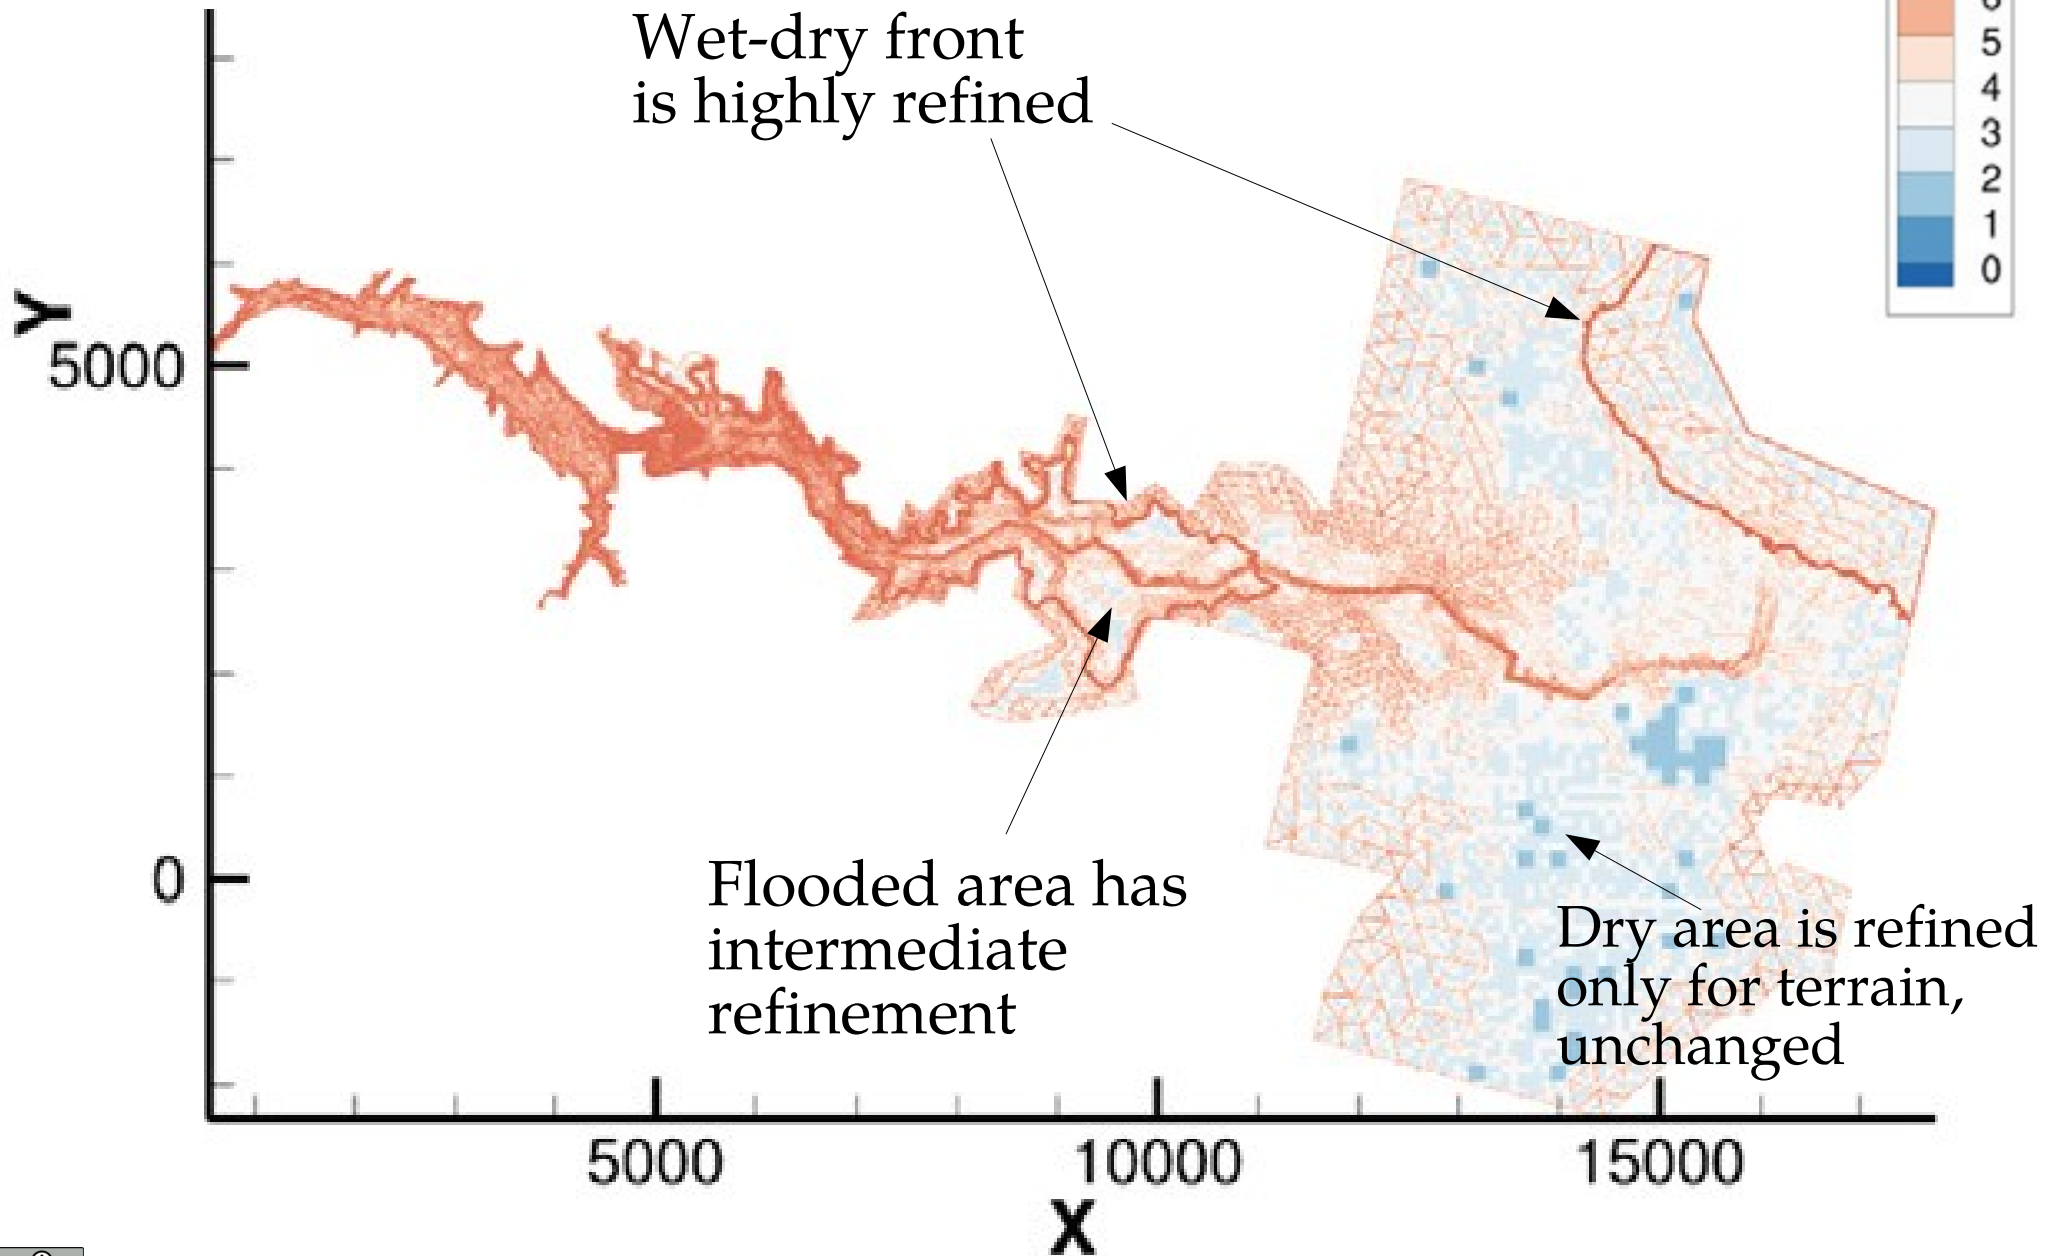 Wet-dry front
is highly refined
6
5
4
3
2
1
0
Y
5000
0
Flooded area has
intermediate
refinement
Dry area is refined
only for terrain,
unchanged
5000 10000 15000
X